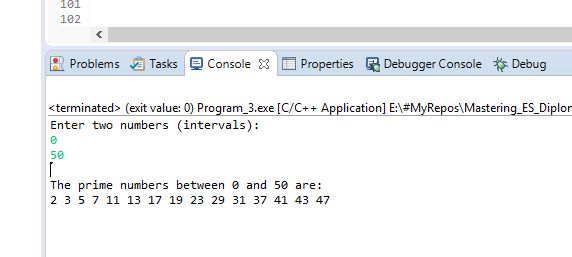 101
102
<
Problems Tasks Console Properties Debugger Console Debug
<terminated> (exit value: 0) Program_3.exe [C/C++ Application] E:\#MyRepos\Mastering_ES_Diplon
Enter two numbers (intervals):
0
50
The prime numbers between 0 and 50 are:
2 3 5 7 11 13 17 19 23 29 31 37 41 43 47